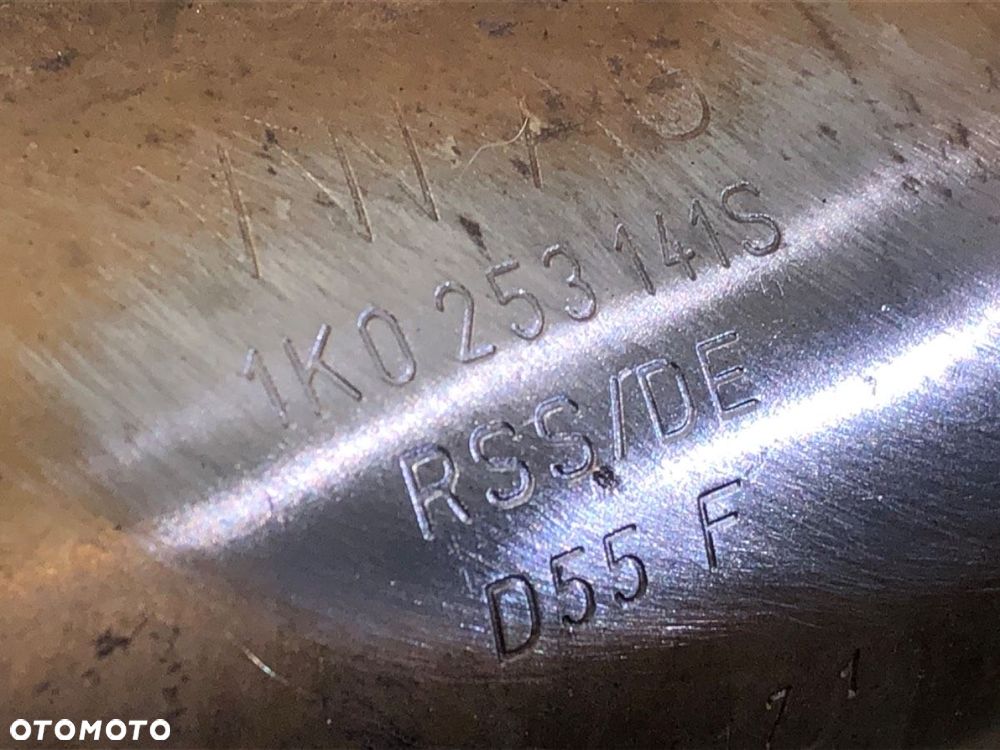 1K0 253 141S
RSS/DE
D55 F
OTOMOTO